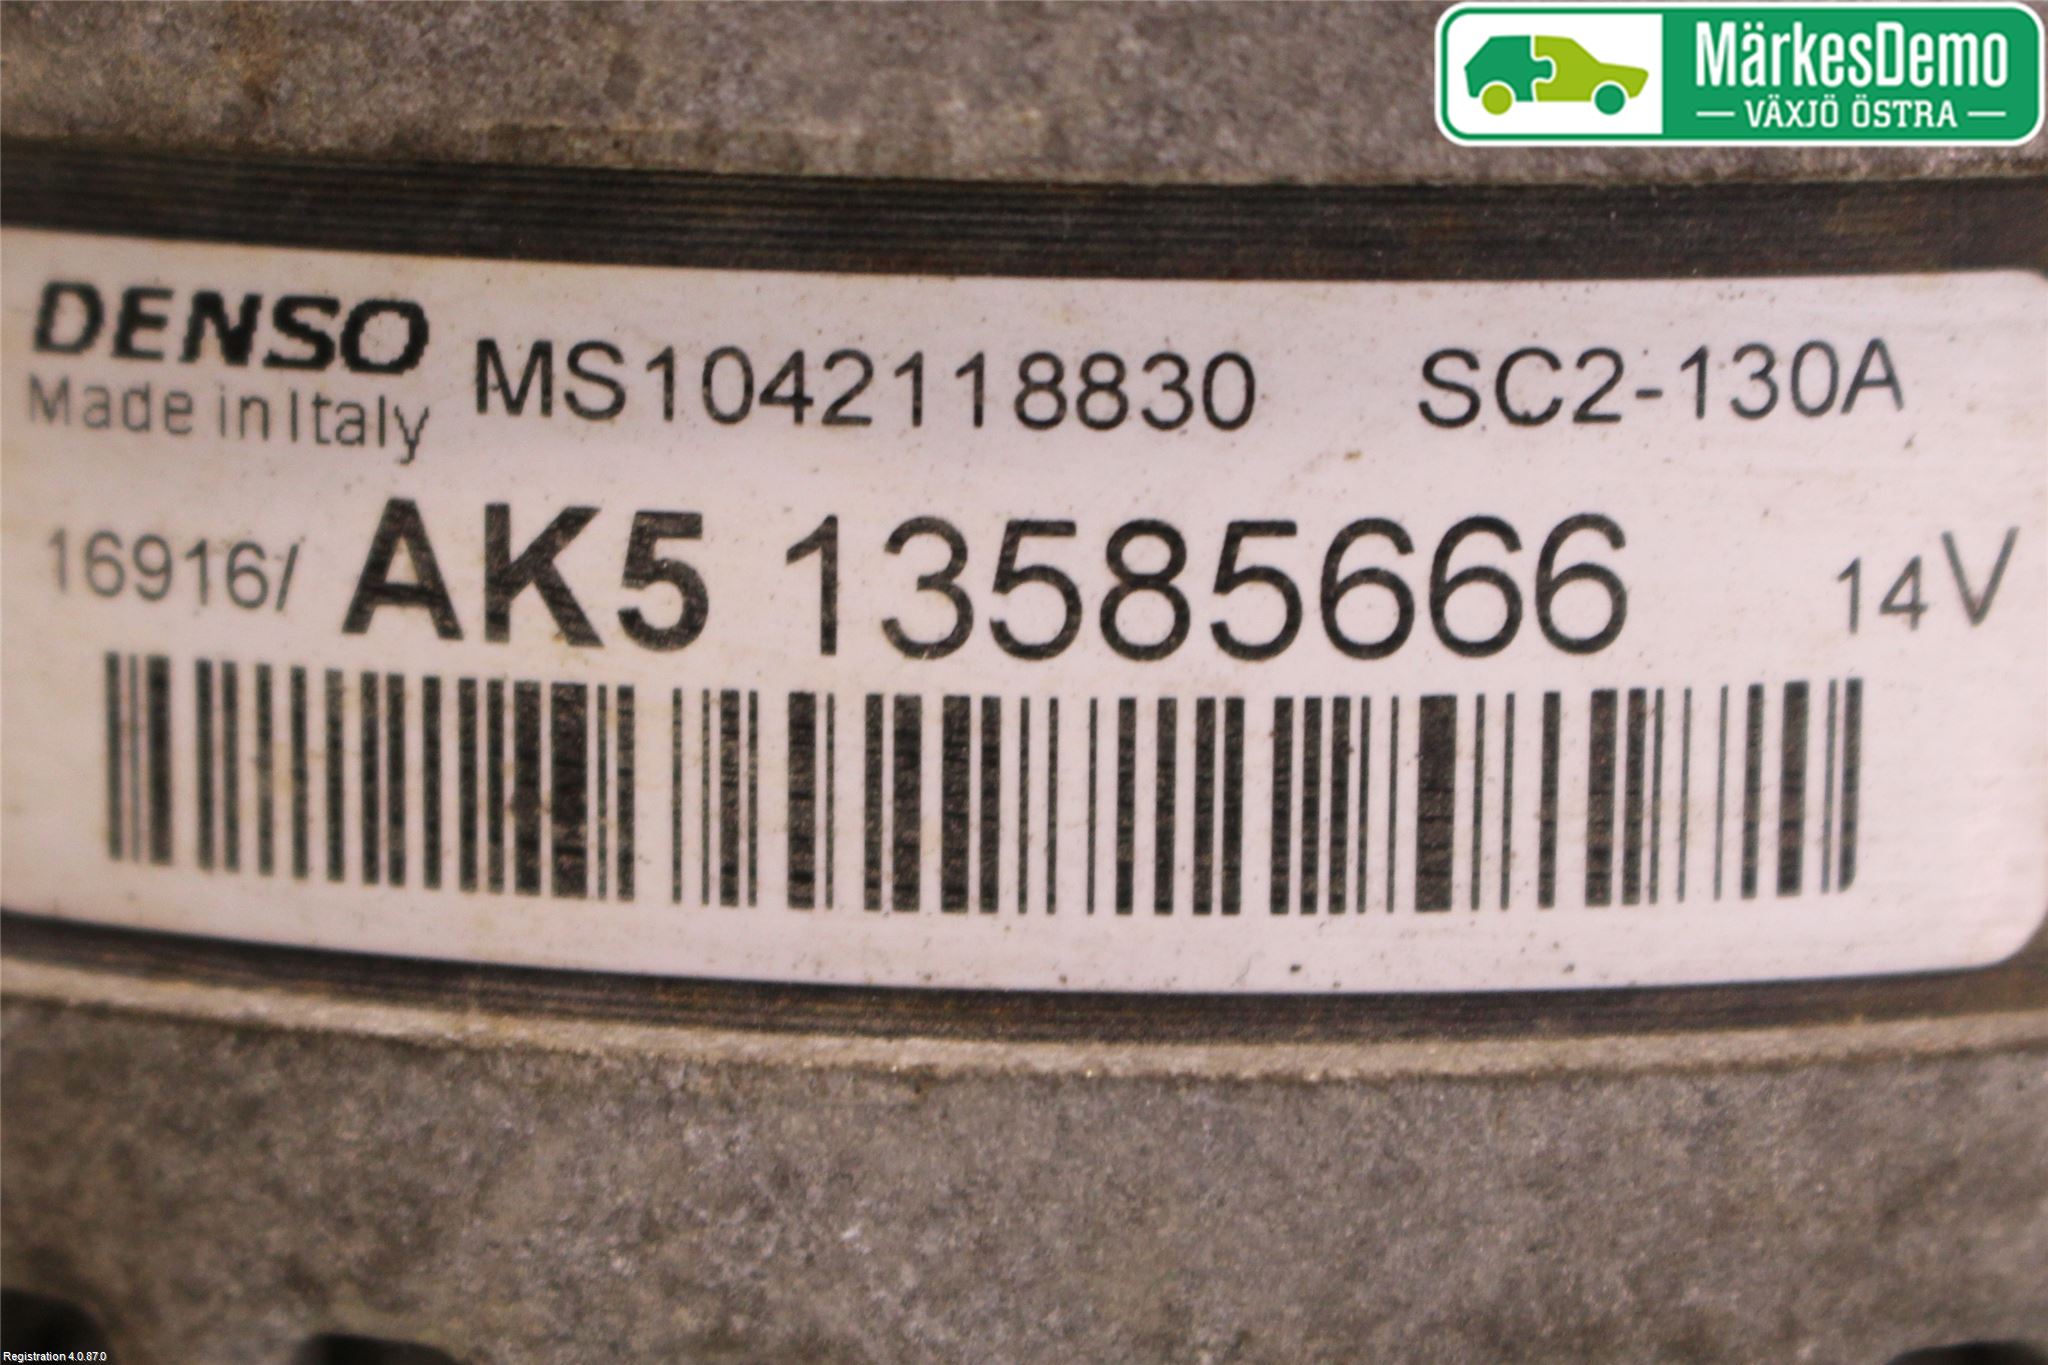 MärkesDemo
VÄXJÖ ÖSTRA
DENSO MS1042118830 SC2-130A
Made in Italy
16916/ AK5 13585666 14V
Registration 4.0.87.0